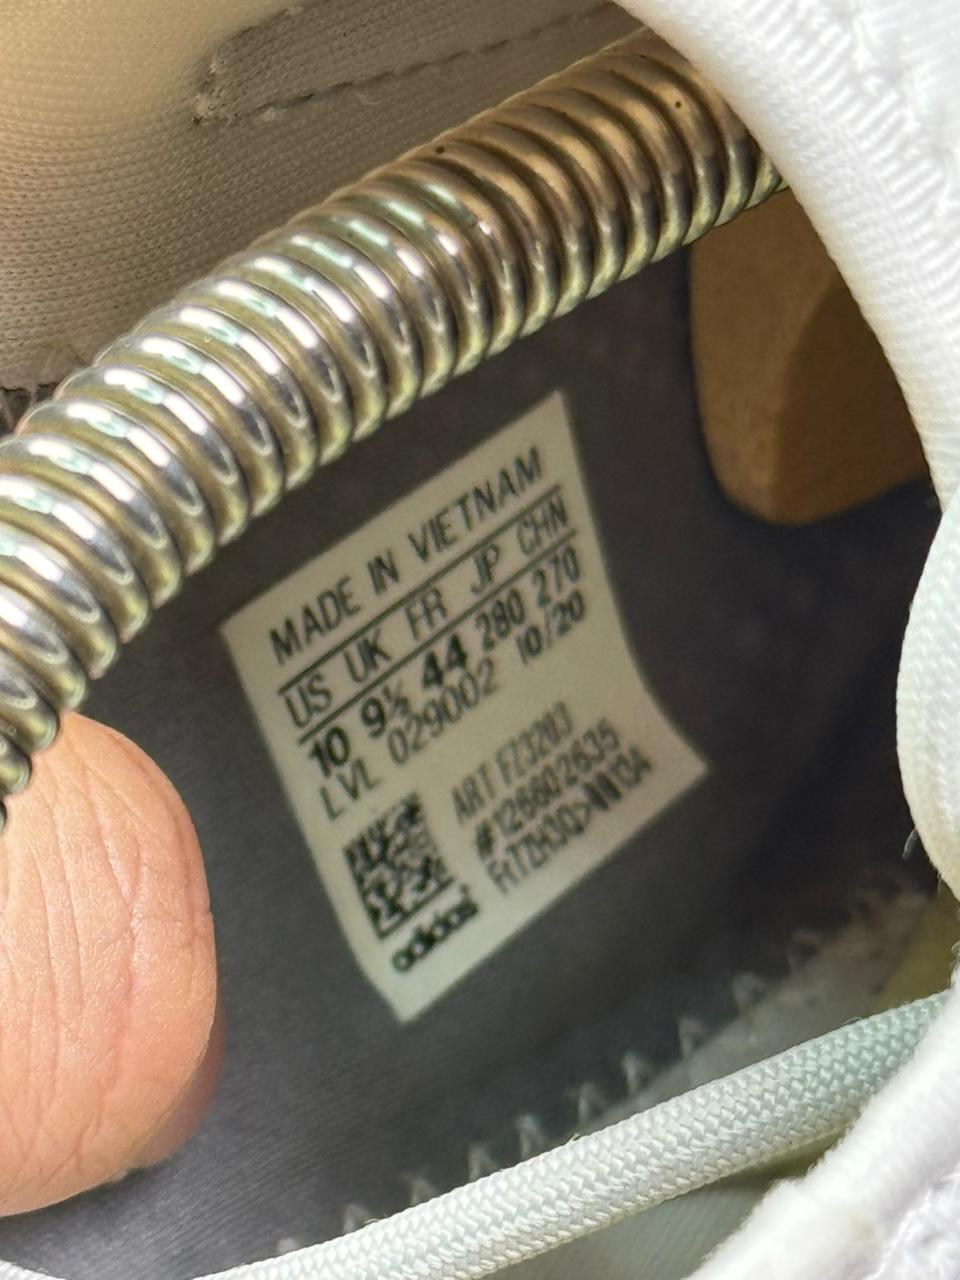 MADE IN VIETNAM
US UK FR JP CHN
10 9½ 44 280 270
LVL 029002 10/20
ART FZ3203
#126602635
adidas